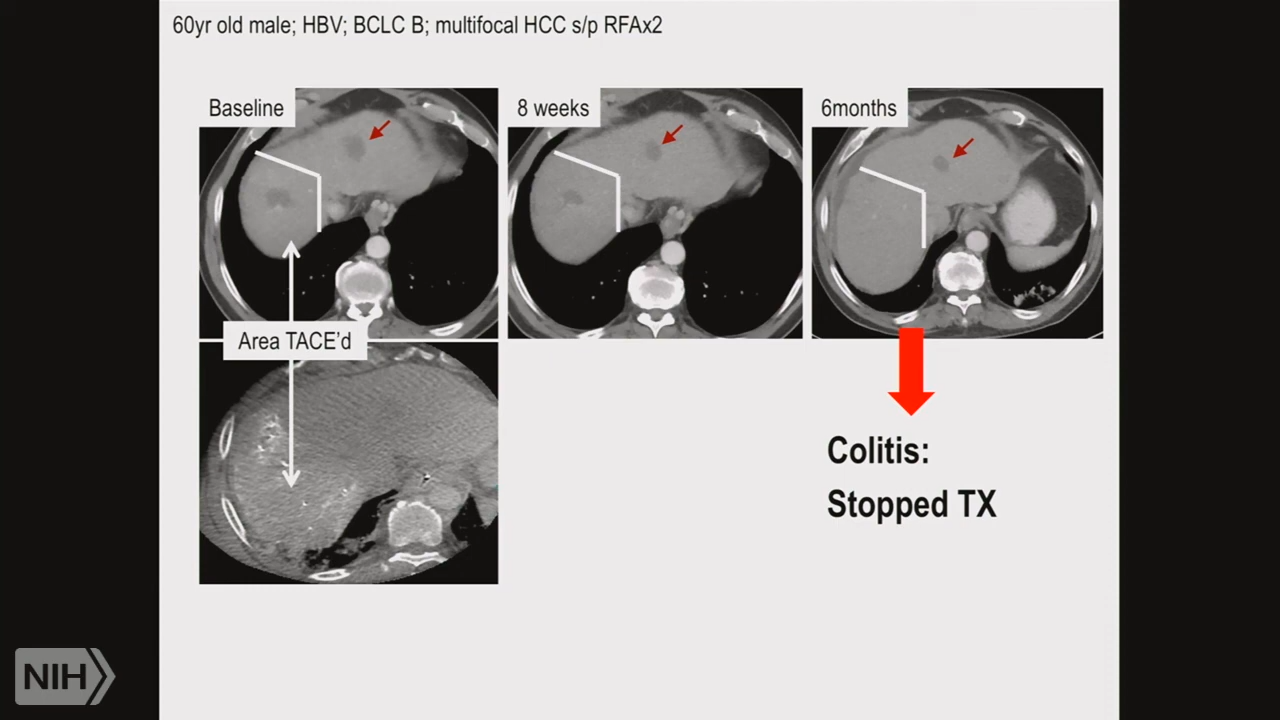 60yr old male; HBV; BCLC B; multifocal HCC s/p RFAx2
Baseline
8 weeks
6months
Area TACE'd
Colitis:
Stopped TX
NIH